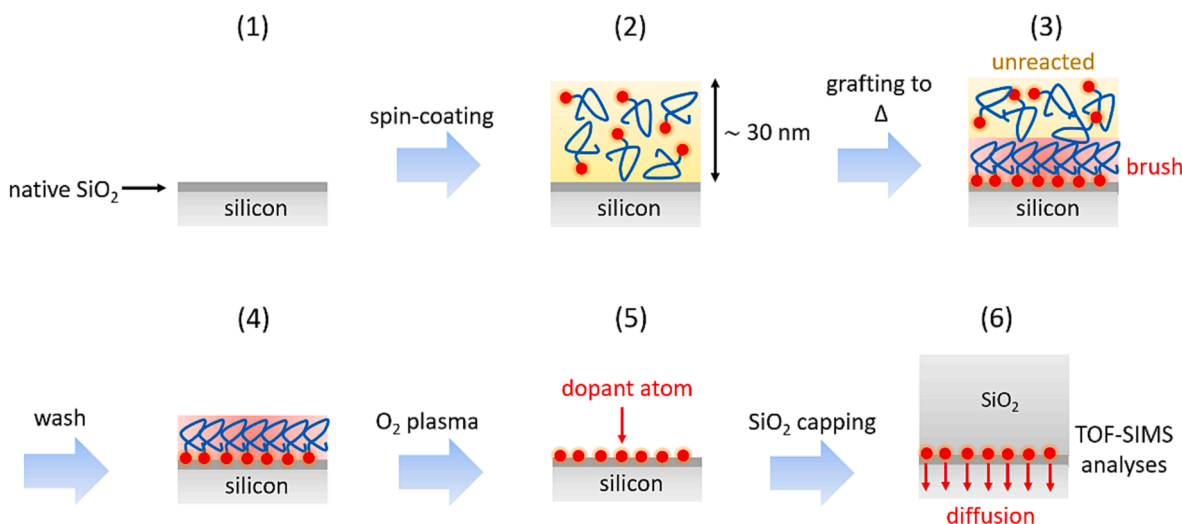 (1)
(2)
(3)
unreacted
spin-coating
~ 30 nm
grafting to
Δ
brush
native SiO₂
silicon
silicon
silicon
(4)
(5)
(6)
wash
O₂ plasma
dopant atom
SiO₂ capping
SiO₂
TOF-SIMS
analyses
silicon
silicon
diffusion